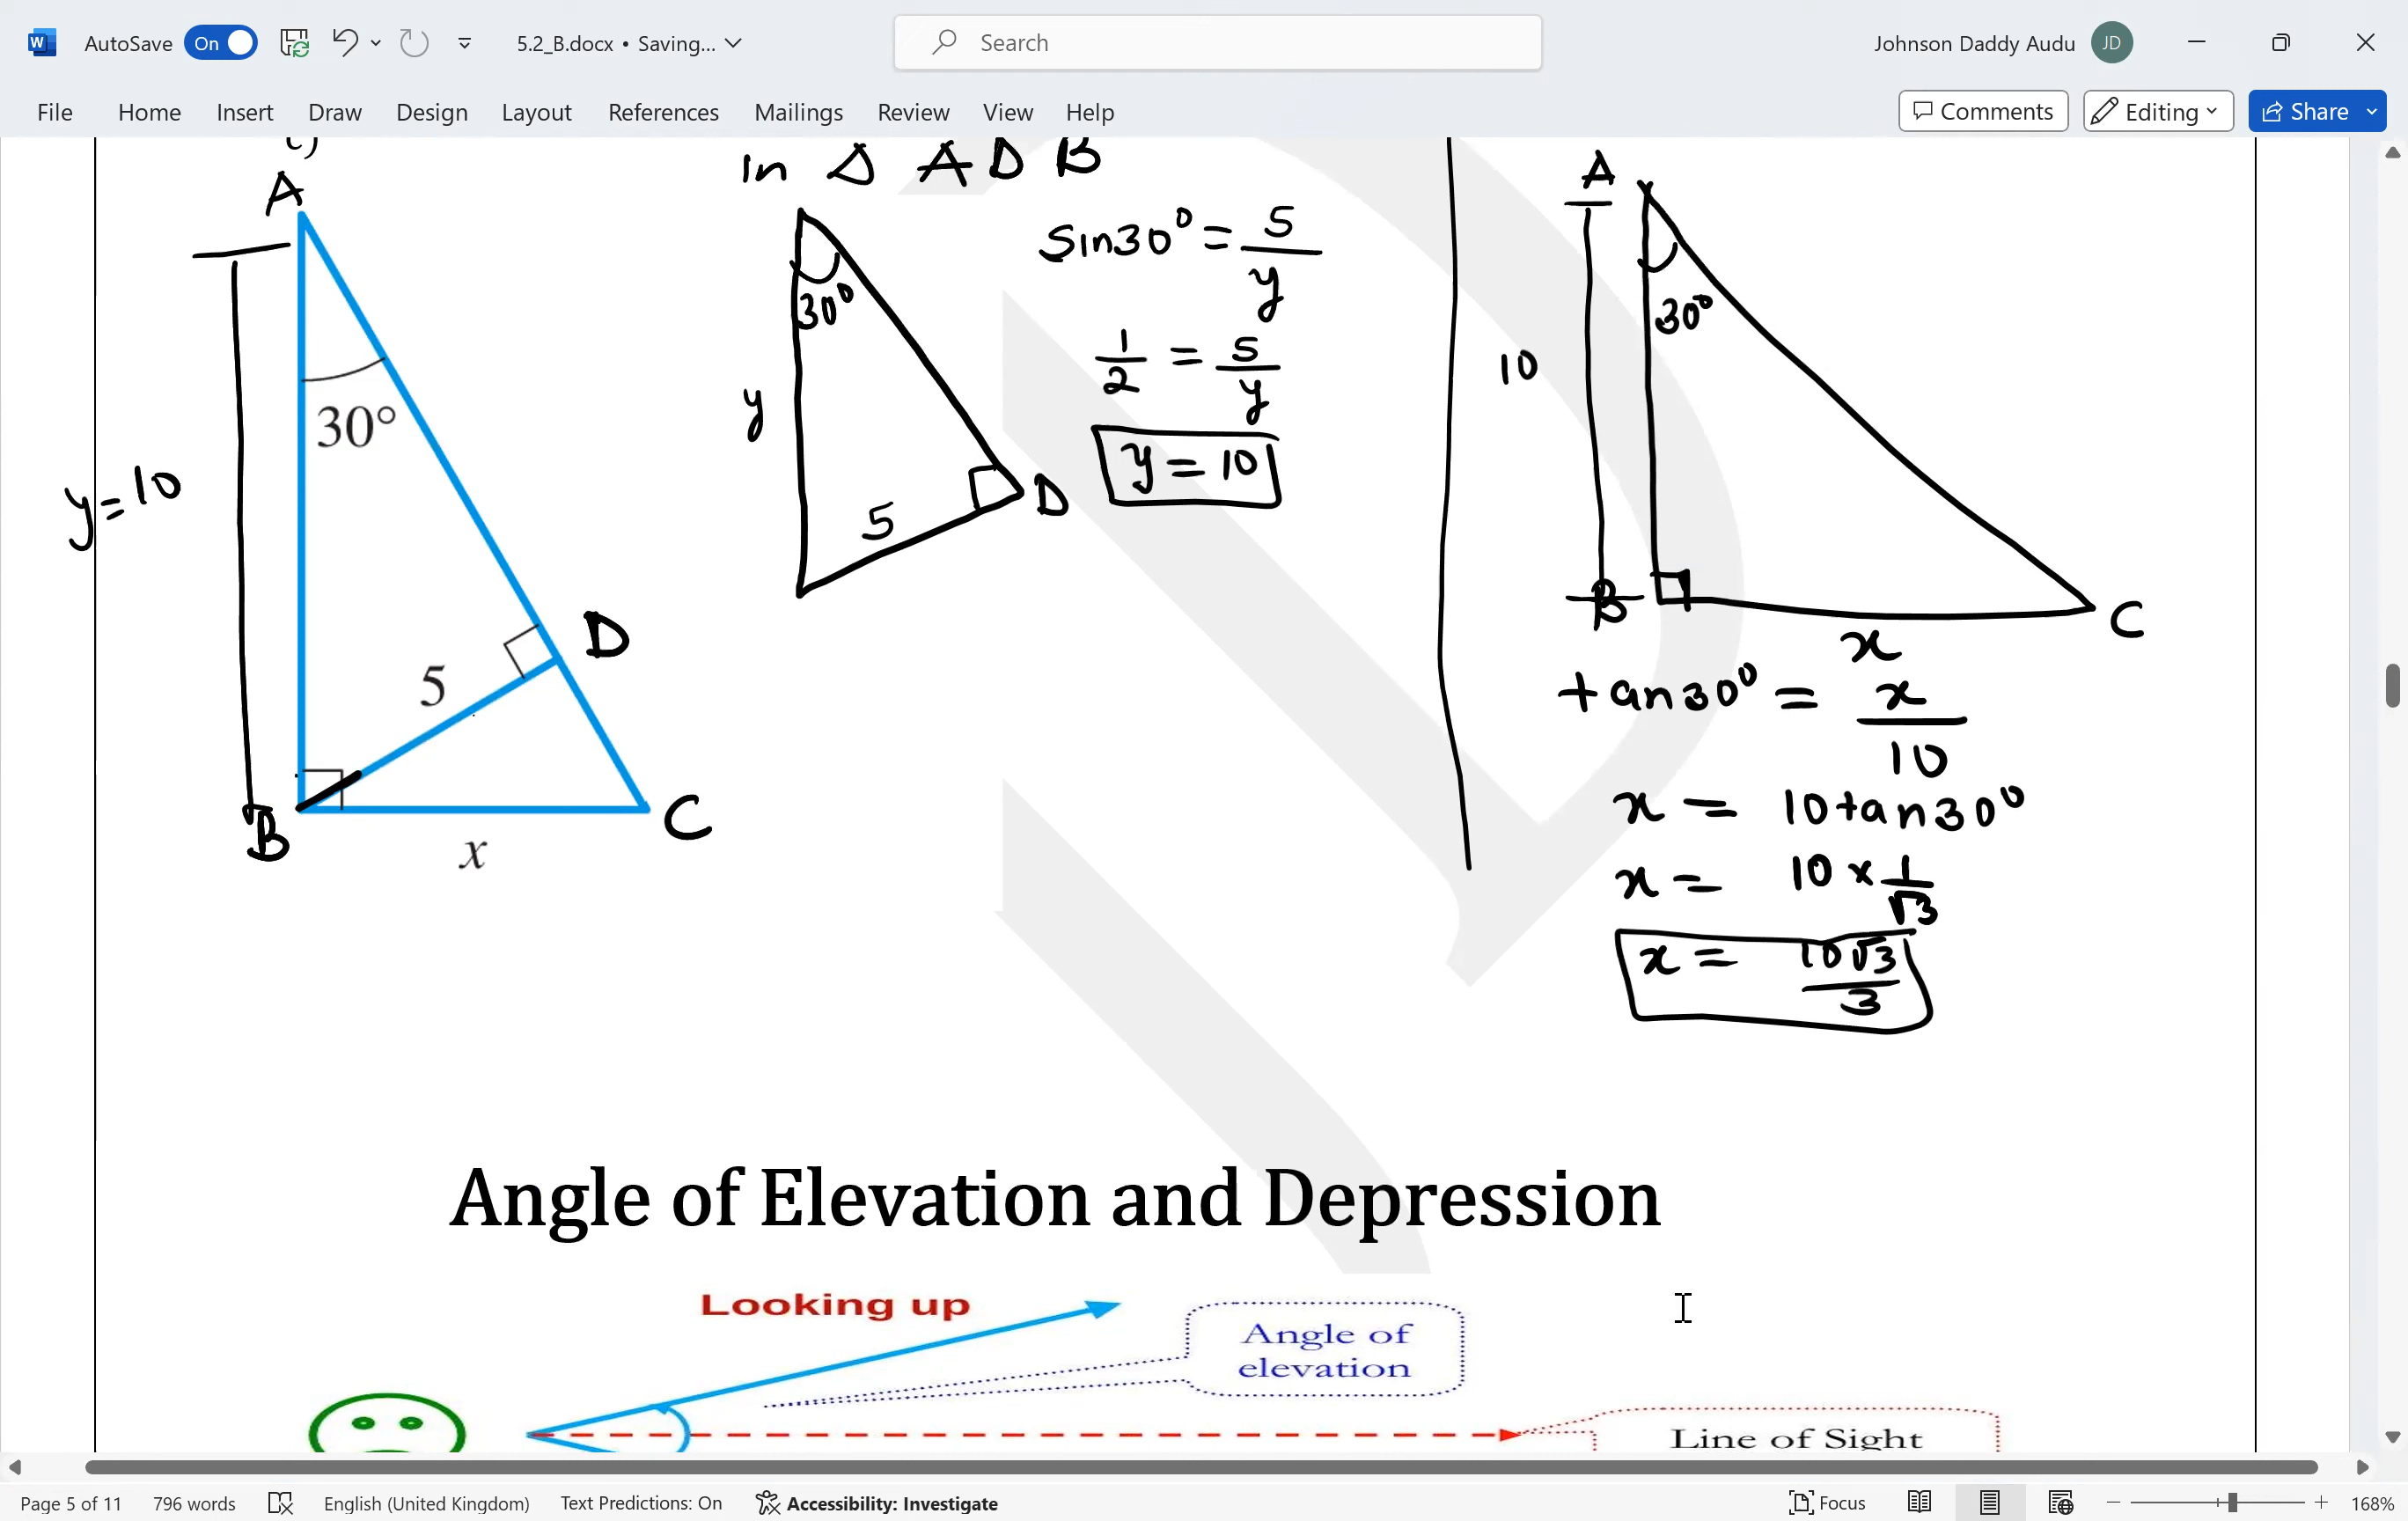 AutoSave On 5.2_B.docx • Saving... Search Johnson Daddy Audu JD
File Home Insert Draw Design Layout References Mailings Review View Help Comments Editing Share
c)
A
30°
y=10
5
D
B
C
x
In Δ ADB
30°
y
5
D
sin30° = 5/y
1/2 = 5/y
y = 10
A
30°
10
B
C
x
tan30° = x/10
x = 10tan30°
x = 10 × 1/√3
x = 10√3/3
Angle of Elevation and Depression
Looking up
Angle of
elevation
Line of Sight
Page 5 of 11 796 words English (United Kingdom) Text Predictions: On Accessibility: Investigate Focus 168%